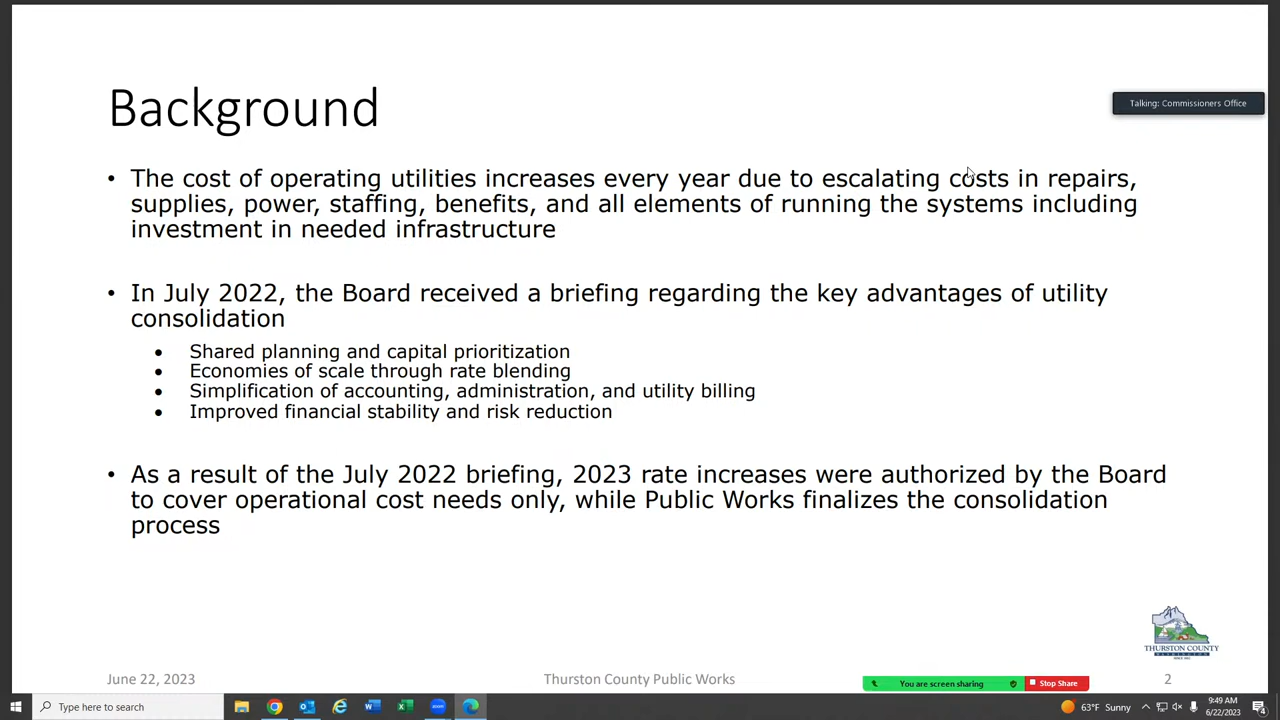 Background
Talking: Commissioners Office
• The cost of operating utilities increases every year due to escalating costs in repairs,
supplies, power, staffing, benefits, and all elements of running the systems including
investment in needed infrastructure
• In July 2022, the Board received a briefing regarding the key advantages of utility
consolidation
• Shared planning and capital prioritization
• Economies of scale through rate blending
• Simplification of accounting, administration, and utility billing
• Improved financial stability and risk reduction
• As a result of the July 2022 briefing, 2023 rate increases were authorized by the Board
to cover operational cost needs only, while Public Works finalizes the consolidation
process
THURSTON COUNTY
June 22, 2023
Thurston County Public Works
You are screen sharing
Stop Share
2
Type here to search
zoom
63°F Sunny
9:49 AM
6/22/2023
4